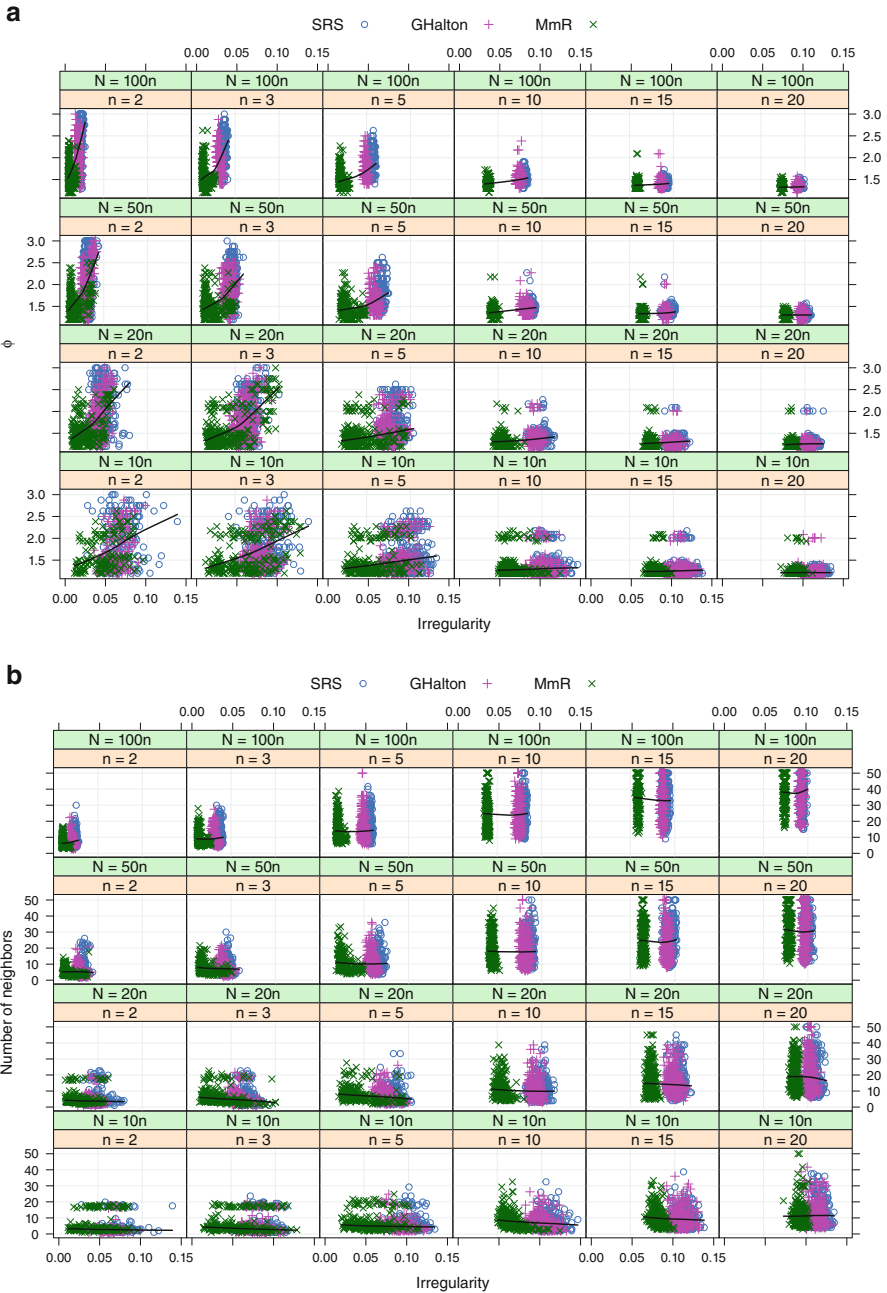 a
SRS GHalton MmR
0.00 0.05 0.10 0.15 0.00 0.05 0.10 0.15 0.00 0.05 0.10 0.15
N = 100n N = 100n N = 100n N = 100n N = 100n N = 100n
n = 2 n = 3 n = 5 n = 10 n = 15 n = 20
3.0
2.5
2.0
1.5
N = 50n N = 50n N = 50n N = 50n N = 50n N = 50n
n = 2 n = 3 n = 5 n = 10 n = 15 n = 20
3.0
2.5
2.0
1.5
ϕ
N = 20n N = 20n N = 20n N = 20n N = 20n N = 20n
n = 2 n = 3 n = 5 n = 10 n = 15 n = 20
3.0
2.5
2.0
1.5
N = 10n N = 10n N = 10n N = 10n N = 10n N = 10n
n = 2 n = 3 n = 5 n = 10 n = 15 n = 20
3.0
2.5
2.0
1.5
0.00 0.05 0.10 0.15 0.00 0.05 0.10 0.15 0.00 0.05 0.10 0.15
Irregularity
b
SRS GHalton MmR
0.00 0.05 0.10 0.15 0.00 0.05 0.10 0.15 0.00 0.05 0.10 0.15
N = 100n N = 100n N = 100n N = 100n N = 100n N = 100n
n = 2 n = 3 n = 5 n = 10 n = 15 n = 20
50
40
30
20
10
0
N = 50n N = 50n N = 50n N = 50n N = 50n N = 50n
n = 2 n = 3 n = 5 n = 10 n = 15 n = 20
50
40
30
20
10
0
Number of neighbors
N = 20n N = 20n N = 20n N = 20n N = 20n N = 20n
n = 2 n = 3 n = 5 n = 10 n = 15 n = 20
50
40
30
20
10
0
N = 10n N = 10n N = 10n N = 10n N = 10n N = 10n
n = 2 n = 3 n = 5 n = 10 n = 15 n = 20
50
40
30
20
10
0
0.00 0.05 0.10 0.15 0.00 0.05 0.10 0.15 0.00 0.05 0.10 0.15
Irregularity